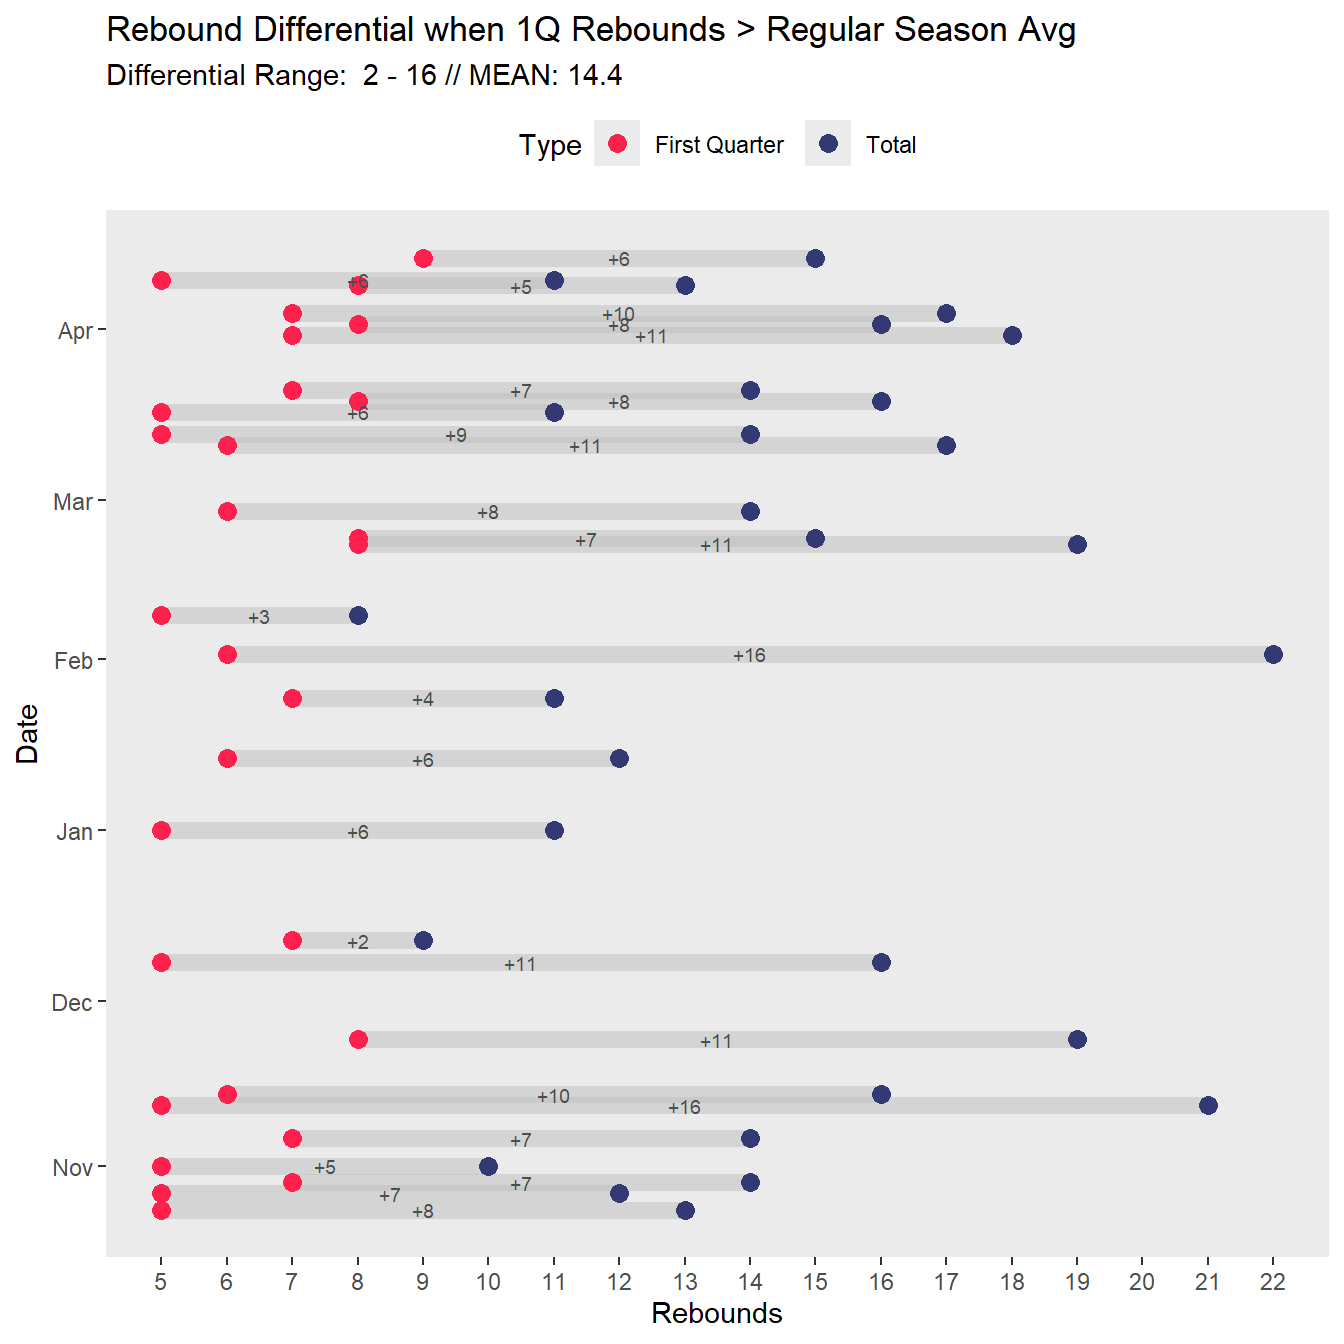 Rebound Differential when 1Q Rebounds > Regular Season Avg
Differential Range:  2 - 16 // MEAN: 14.4
Type First Quarter Total
+6
+6
+5
+10
+8
Apr
+11
+7
+8
+6
+9
+11
Mar
+8
+7
+11
+3
+16
Feb
+4
Date
+6
+6
Jan
+2
+11
Dec
+11
+10
+16
+7
+5
Nov
+7
+7
+8
5 6 7 8 9 10 11 12 13 14 15 16 17 18 19 20 21 22
Rebounds